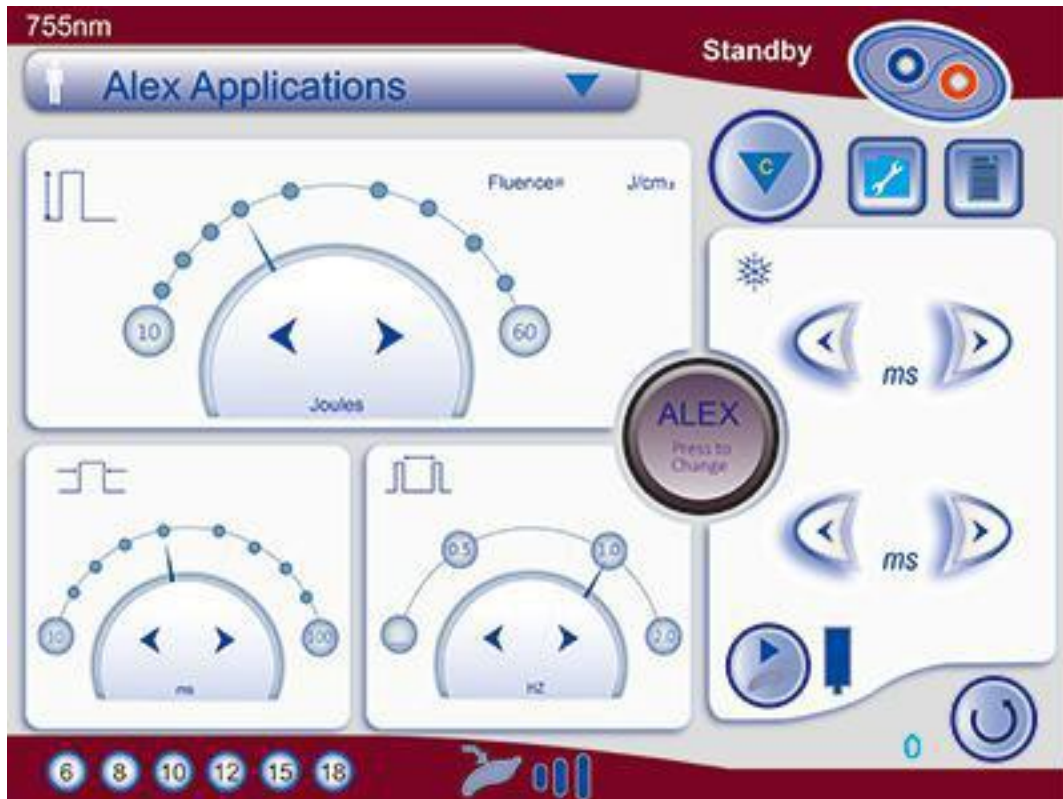 755nm
Standby
Alex Applications
C
Fluence= J/cm2
10
60
Joules
ALEX
Press to
Change
ms
ms
10
100
ms
0.5
1.0
2.0
HZ
0
6 8 10 12 15 18